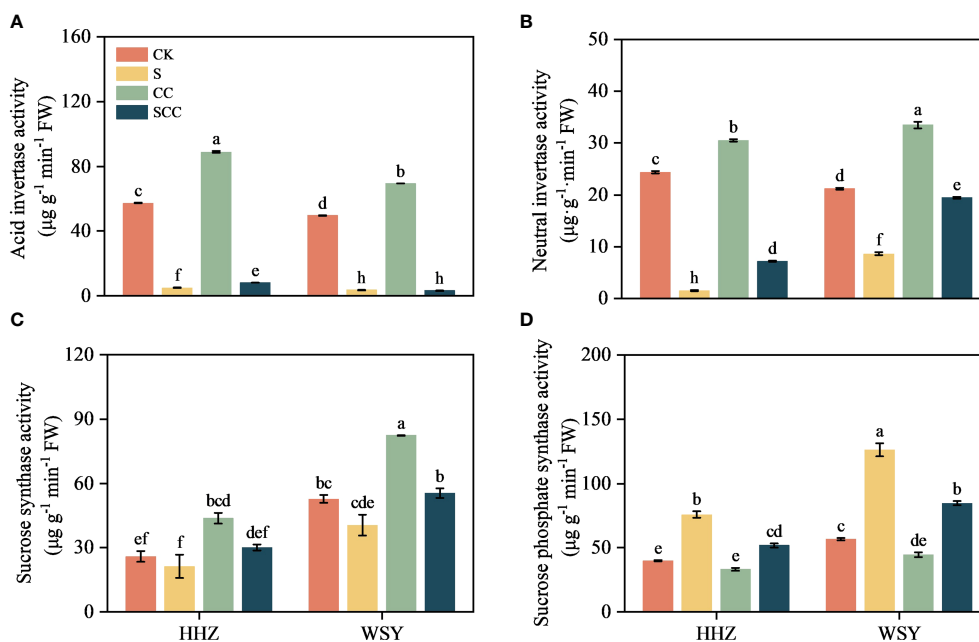 A
Acid invertase activity
(μg g⁻¹ min⁻¹ FW)
160
120
80
40
0
CK
S
CC
SCC
c
f
a
e
d
h
b
h
B
Neutral invertase activity
(μg·g⁻¹·min⁻¹ FW)
50
40
30
20
10
0
c
h
b
d
d
f
a
e
C
Sucrose synthase activity
(μg g⁻¹ min⁻¹ FW)
120
90
60
30
0
ef
f
bcd
def
bc
cde
a
b
HHZ
WSY
D
Sucrose phosphate synthase activity
(μg g⁻¹ min⁻¹ FW)
200
150
100
50
0
e
b
e
cd
c
a
de
b
HHZ
WSY